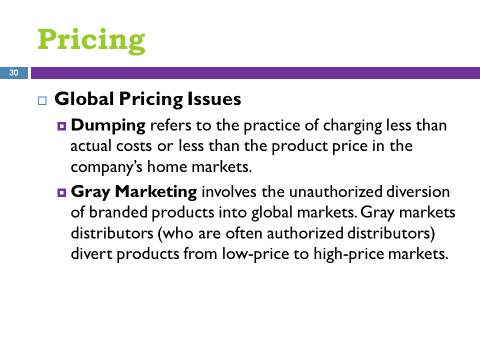 Pricing
30
Global Pricing Issues
Dumping refers to the practice of charging less than
actual costs or less than the product price in the
company's home markets.
Gray Marketing involves the unauthorized diversion
of branded products into global markets. Gray markets
distributors (who are often authorized distributors)
divert products from low-price to high-price markets.